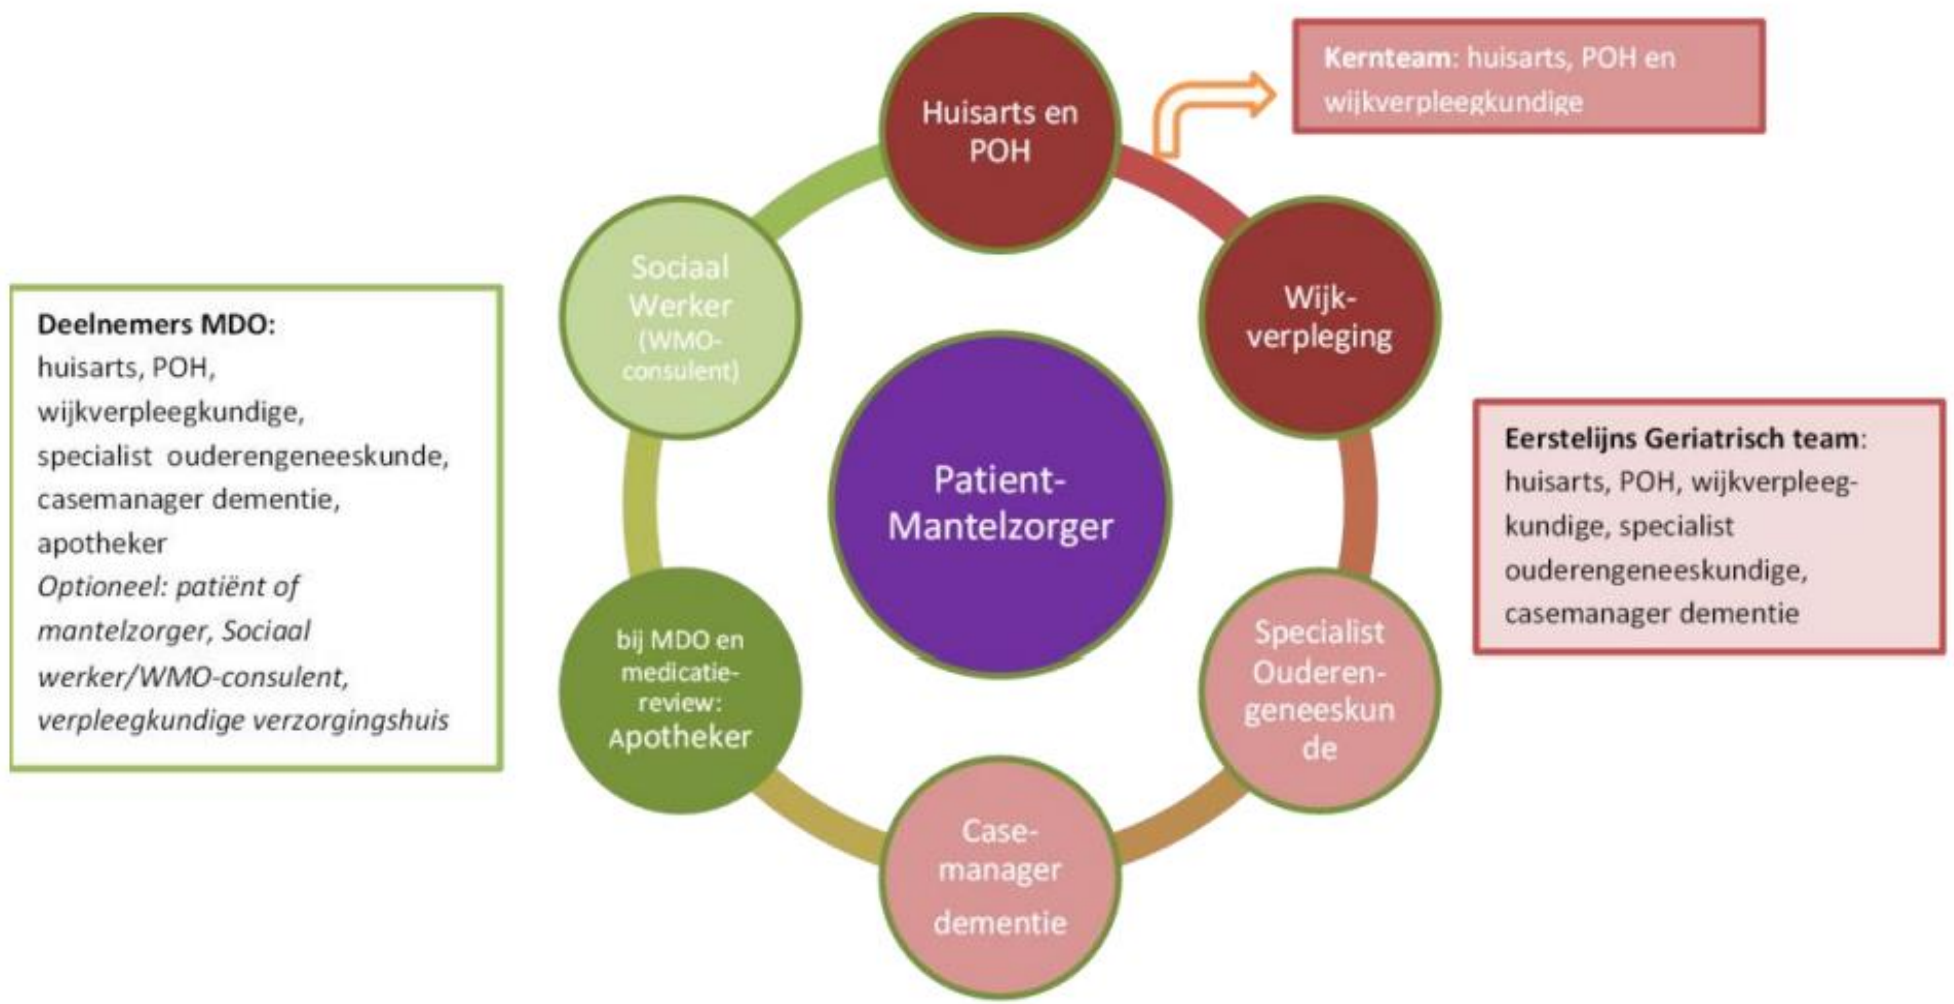 Huisarts en
POH
Kernteam: huisarts, POH en
wijkverpleegkundige
Wijk-
verpleging
Eerstelijns Geriatrisch team:
huisarts, POH, wijkverpleeg-
kundige, specialist
ouderengeneeskundige,
casemanager dementie
Specialist
Ouderen-
geneeskun
de
Case-
manager
dementie
bij MDO en
medicatie-
review:
Apotheker
Sociaal
Werker
(WMO-
consulent)
Patient-
Mantelzorger
Deelnemers MDO:
huisarts, POH,
wijkverpleegkundige,
specialist ouderengeneeskunde,
casemanager dementie,
apotheker
Optioneel: patiënt of
mantelzorger, Sociaal
werker/WMO-consulent,
verpleegkundige verzorgingshuis